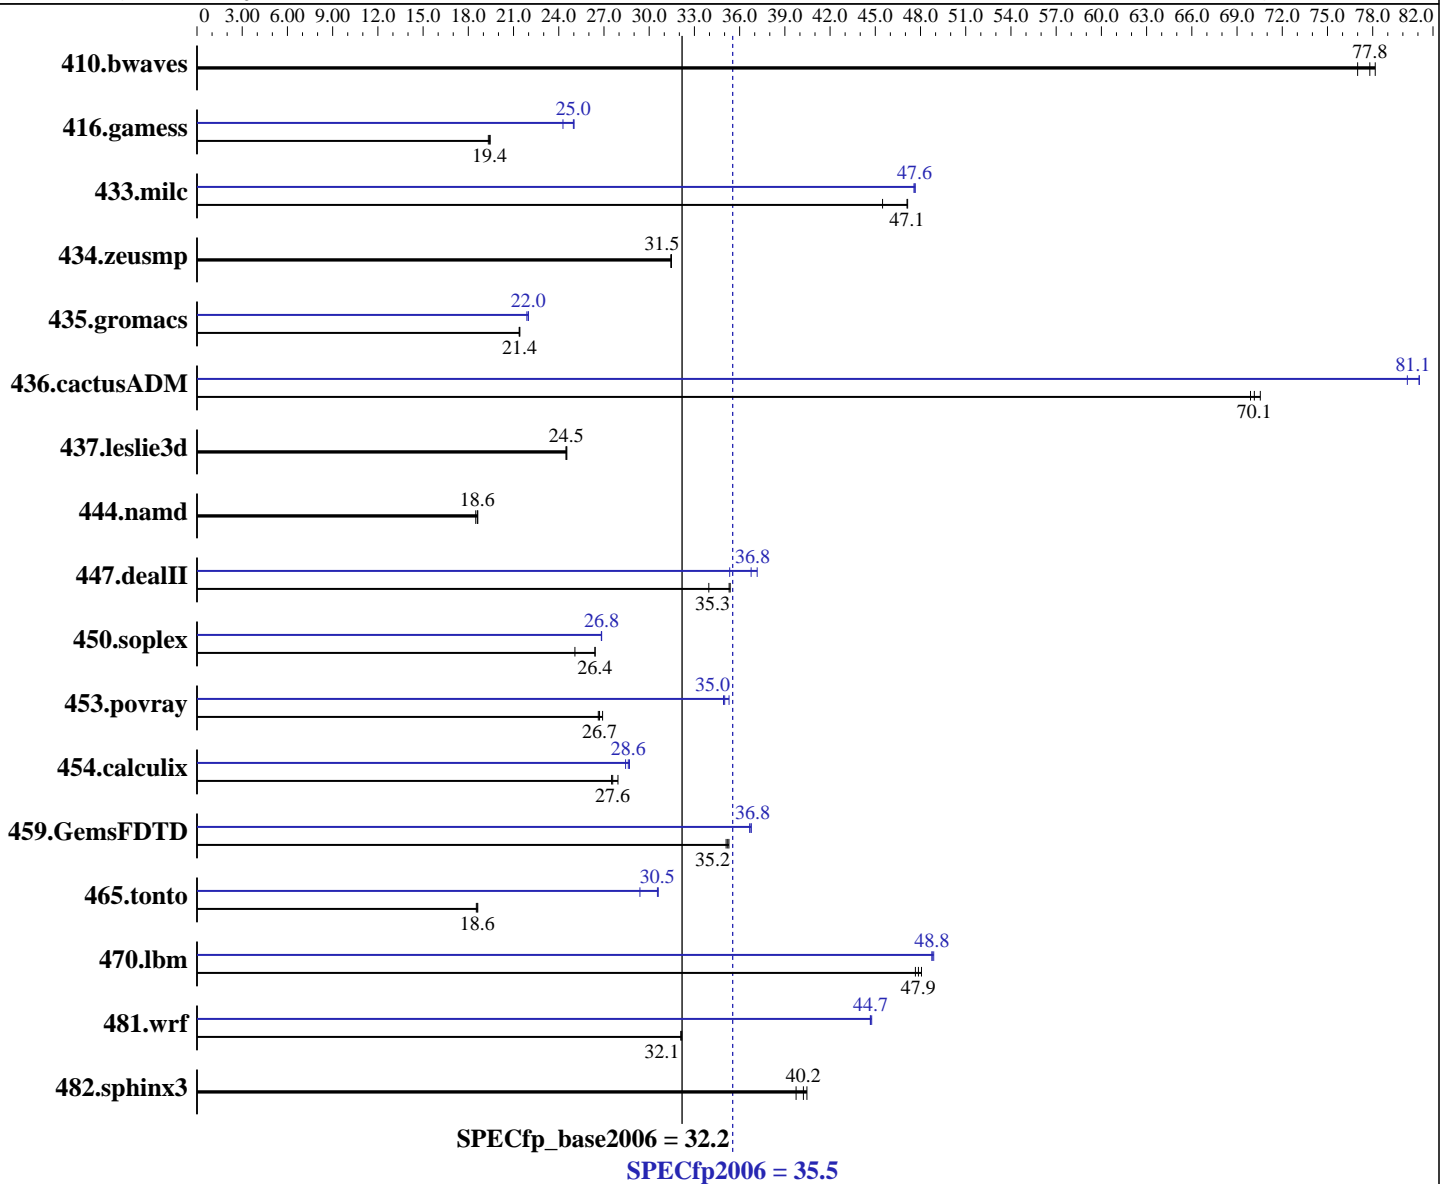 0 3.00 6.00 9.00 12.0 15.0 18.0 21.0 24.0 27.0 30.0 33.0 36.0 39.0 42.0 45.0 48.0 51.0 54.0 57.0 60.0 63.0 66.0 69.0 72.0 75.0 78.0 82.0
410.bwaves 77.8
416.gamess 25.0
19.4
433.milc 47.6
47.1
434.zeusmp 31.5
435.gromacs 22.0
21.4
436.cactusADM 81.1
70.1
437.leslie3d 24.5
444.namd 18.6
447.dealII 36.8
35.3
450.soplex 26.8
26.4
453.povray 35.0
26.7
454.calculix 28.6
27.6
459.GemsFDTD 36.8
35.2
465.tonto 30.5
18.6
470.lbm 48.8
47.9
481.wrf 44.7
32.1
482.sphinx3 40.2
SPECfp_base2006 = 32.2
SPECfp2006 = 35.5